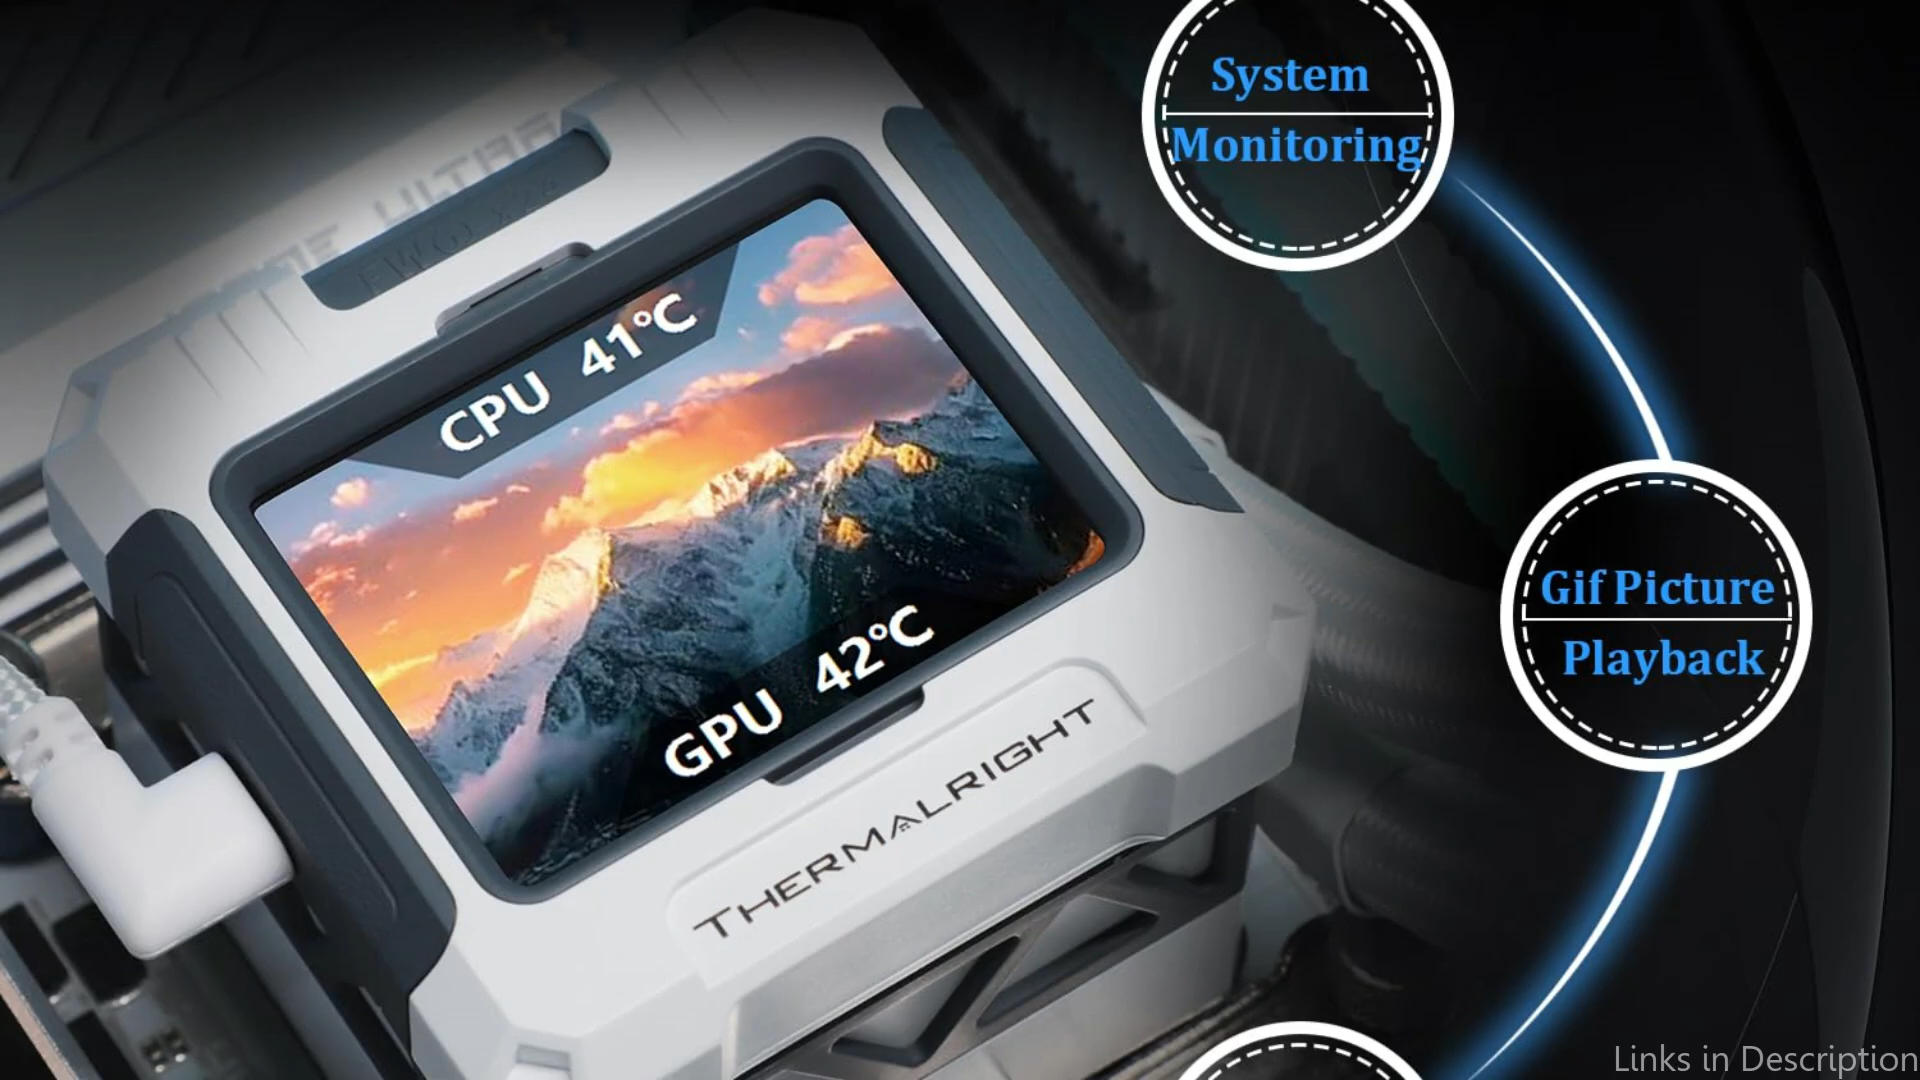 System
Monitoring
CPU 41°C
Gif Picture
Playback
GPU 42°C
THERMALRIGHT
Links in Description